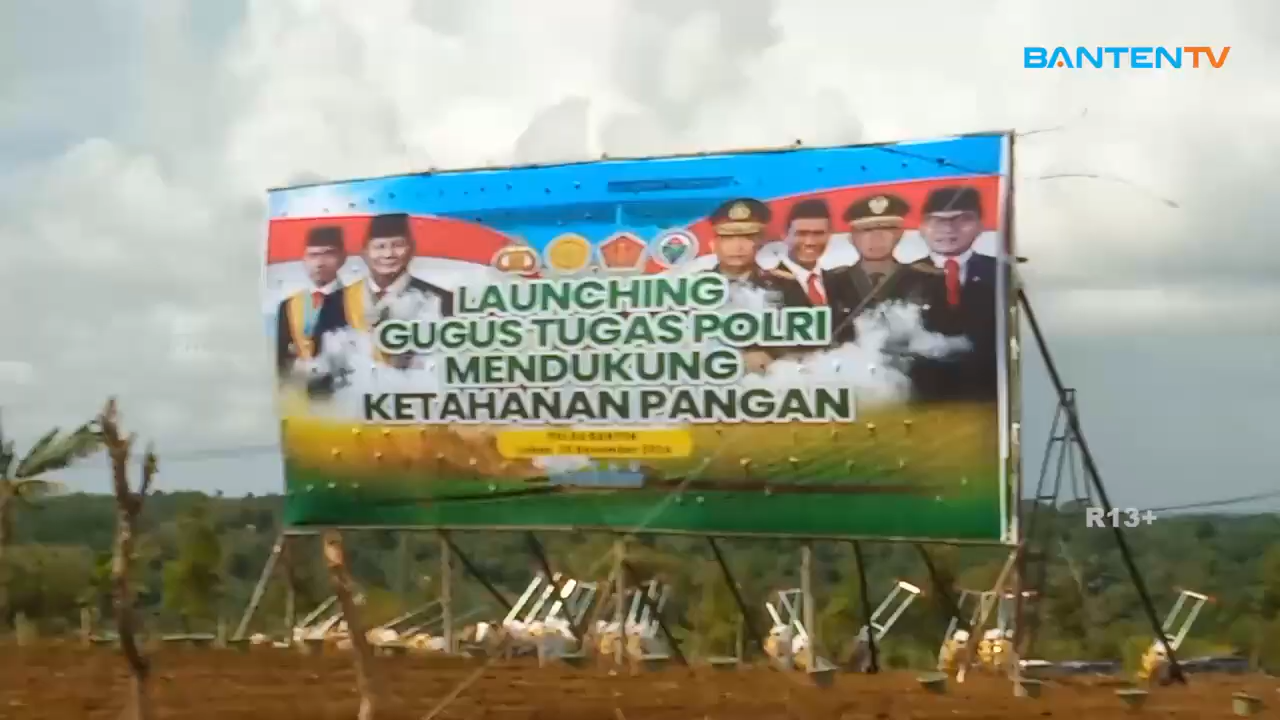 BANTENTV
LAUNCHING
GUGUS TUGAS POLRI
MENDUKUNG
KETAHANAN PANGAN
R13+